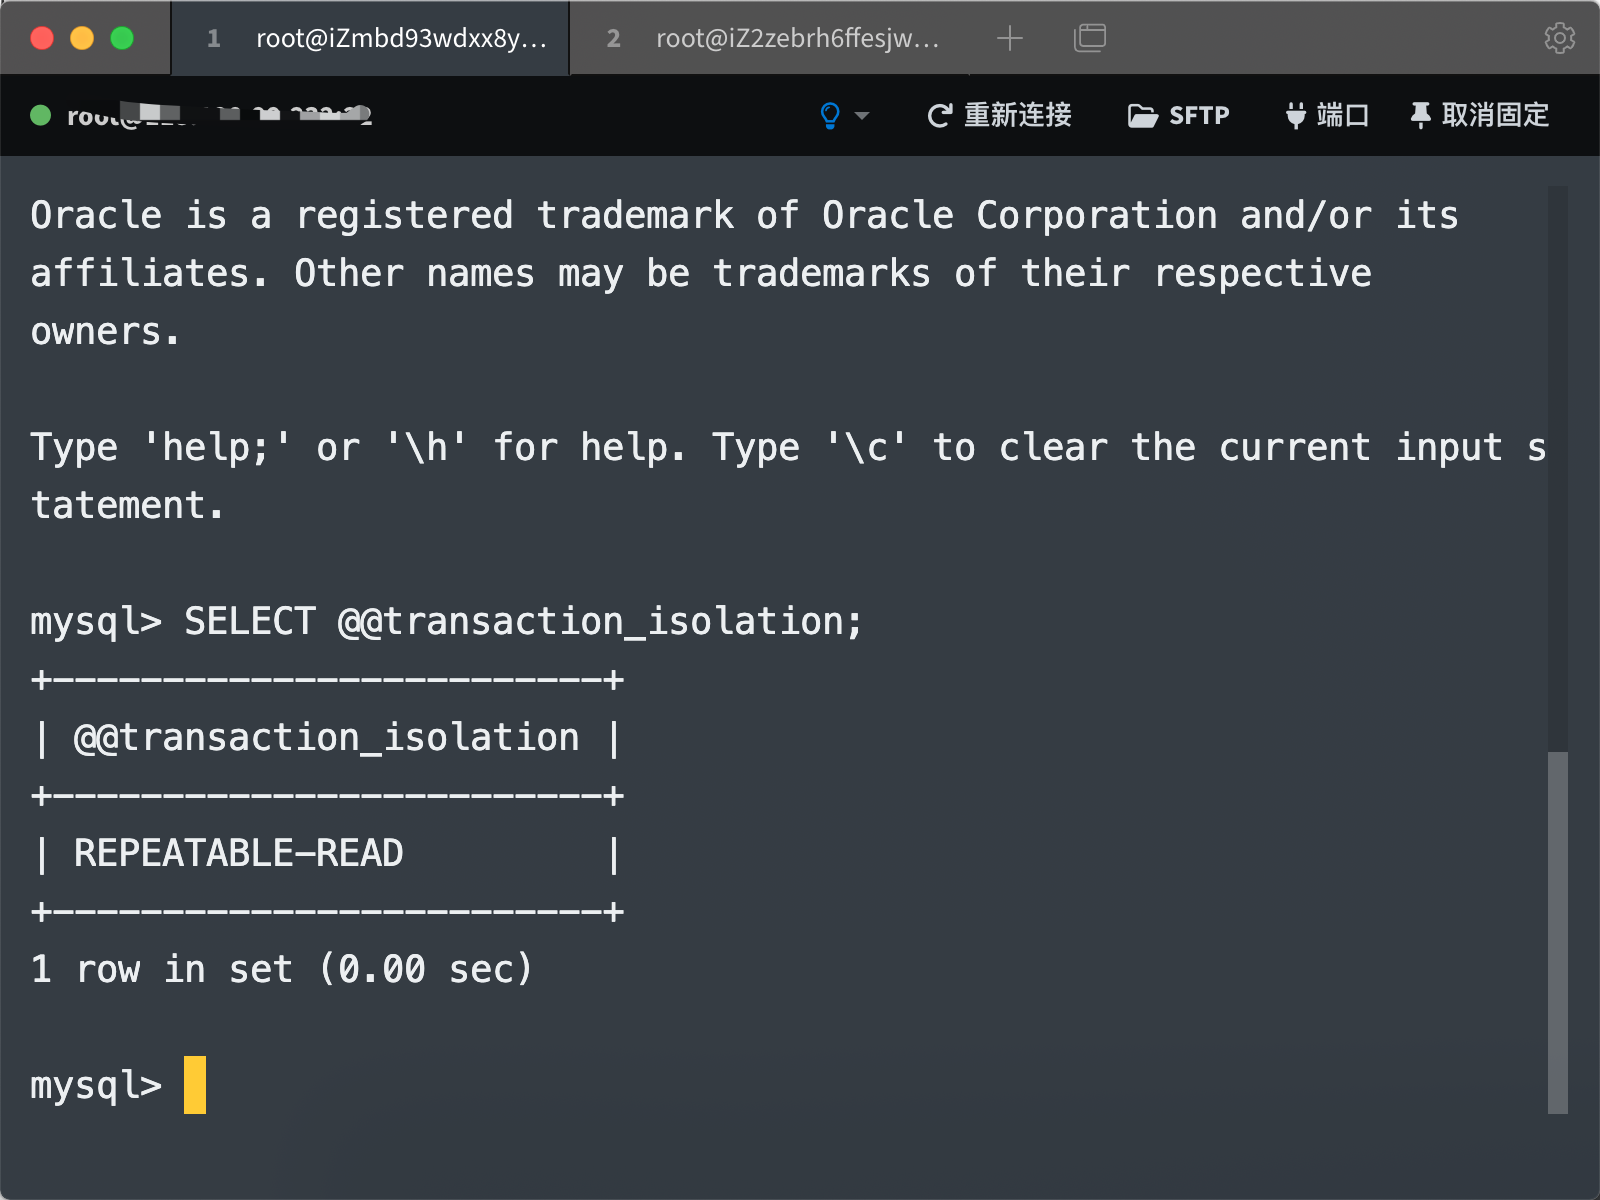 1 root@iZmbd93wdxx8y... 2 root@iZ2zebrh6ffesjw...
重新连接 SFTP 端口 取消固定
Oracle is a registered trademark of Oracle Corporation and/or its
affiliates. Other names may be trademarks of their respective
owners.
Type 'help;' or '\h' for help. Type '\c' to clear the current input s
tatement.
mysql> SELECT @@transaction_isolation;
+-------------------------+
| @@transaction_isolation |
+-------------------------+
| REPEATABLE-READ         |
+-------------------------+
1 row in set (0.00 sec)
mysql>